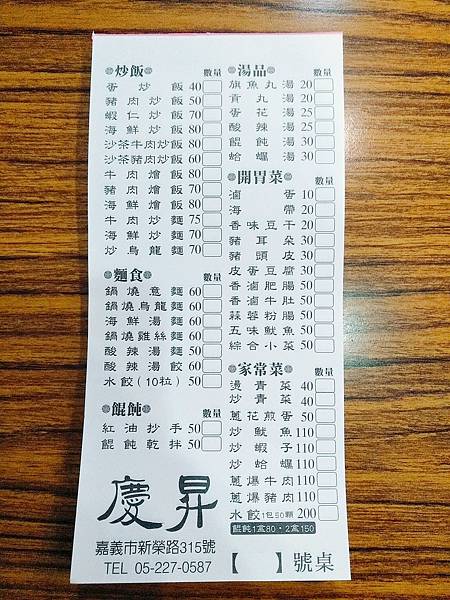 炒飯 數量
蛋炒飯 40
豬肉炒飯 50
蝦仁炒飯 70
海鮮炒飯 80
沙茶牛肉炒飯 80
沙茶豬肉炒飯 60
牛肉燴飯 80
豬肉燴飯 70
海鮮燴飯 80
牛肉炒麵 75
海鮮炒麵 70
炒烏龍麵 70
麵食 數量
鍋燒意麵 60
鍋燒烏龍麵 60
海鮮湯麵 60
鍋燒雞絲麵 60
酸辣湯麵 50
酸辣湯餃 60
水餃(10粒) 50
餛飩 數量
紅油抄手 50
餛飩乾拌 50
慶昇
嘉義市新榮路315號
TEL 05-227-0587
湯品 數量
旗魚丸湯 20
貢丸湯 20
蛋花湯 25
酸辣湯 25
餛飩湯 30
蛤蠣湯 30
開胃菜 數量
滷蛋 10
海帶 20
香味豆干 20
豬耳朵 30
豬頭皮 30
皮蛋豆腐 30
香滷肥腸 50
香滷牛肚 50
蒜蓉粉腸 50
五味魷魚 50
綜合小菜 50
家常菜 數量
燙青菜 40
炒青菜 40
蔥花煎蛋 50
炒魷魚 110
炒蝦子 110
炒蛤蠣 110
蔥爆牛肉 110
蔥爆豬肉 110
水餃1包50顆 200
餛飩1盒80·2盒150
【 】號桌